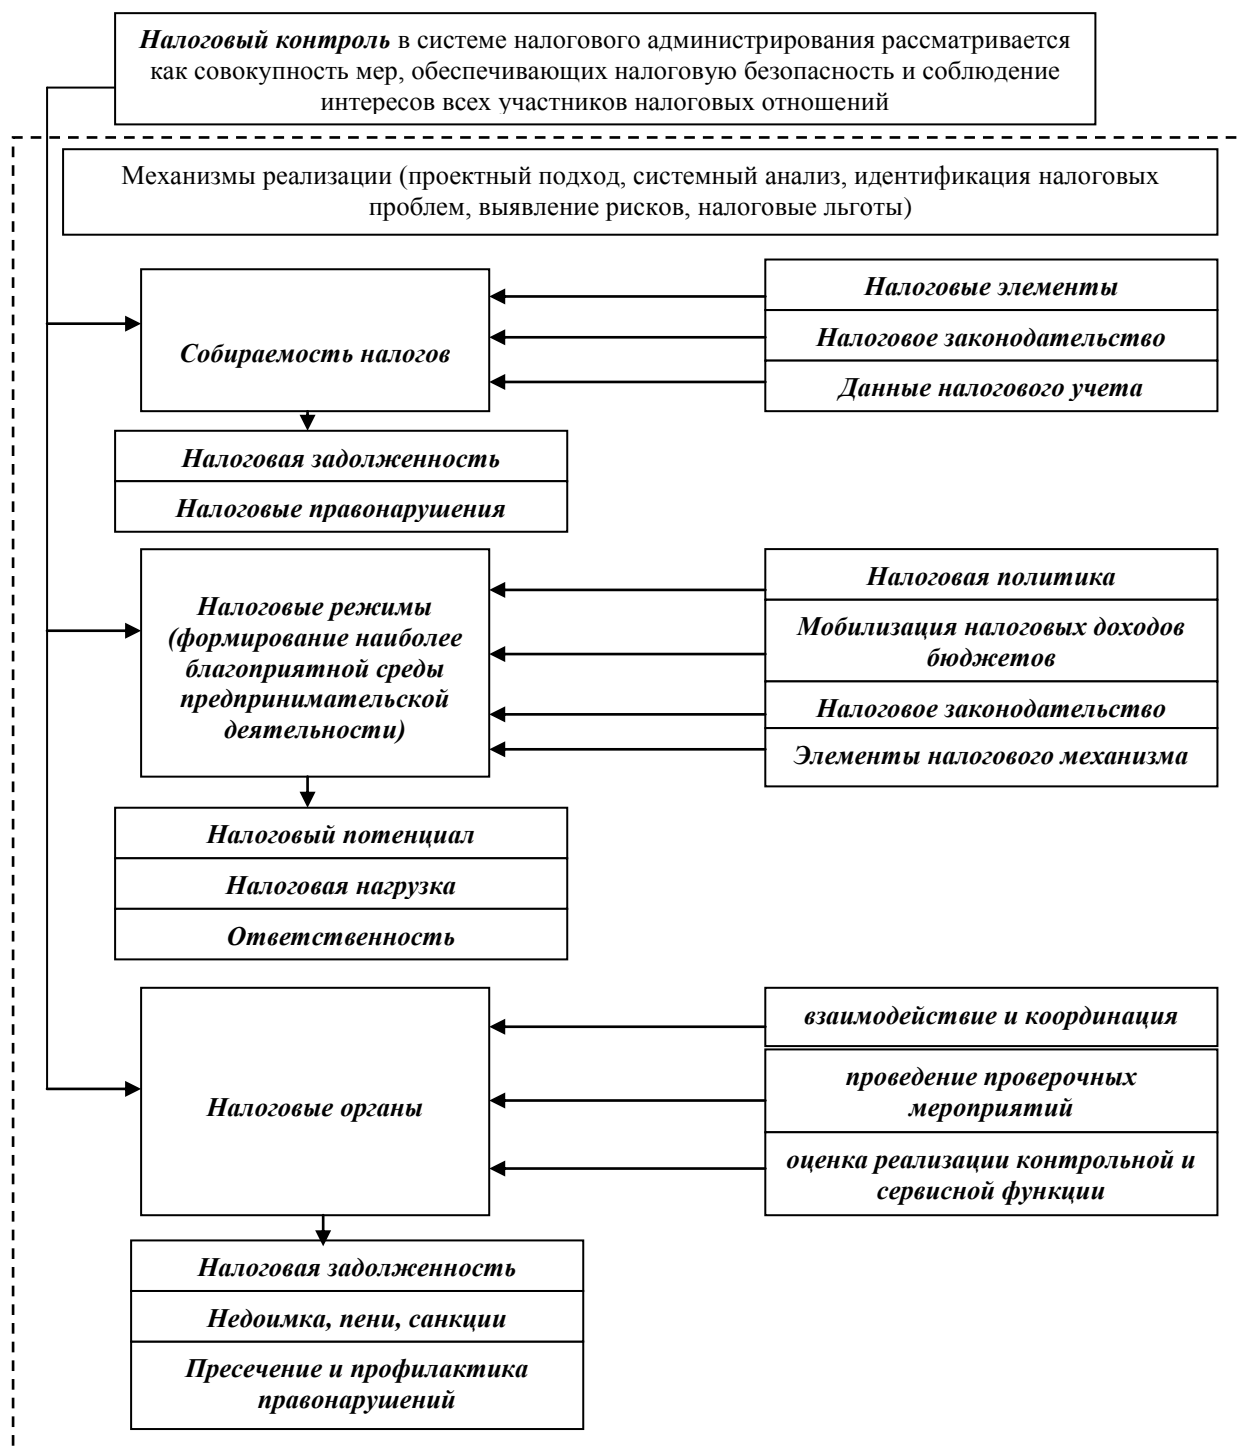 Налоговый контроль в системе налогового администрирования рассматривается
как совокупность мер, обеспечивающих налоговую безопасность и соблюдение
интересов всех участников налоговых отношений
Механизмы реализации (проектный подход, системный анализ, идентификация налоговых
проблем, выявление рисков, налоговые льготы)
Собираемость налогов
Налоговые элементы
Налоговое законодательство
Данные налогового учета
Налоговая задолженность
Налоговые правонарушения
Налоговые режимы
(формирование наиболее
благоприятной среды
предпринимательской
деятельности)
Налоговая политика
Мобилизация налоговых доходов
бюджетов
Налоговое законодательство
Элементы налогового механизма
Налоговый потенциал
Налоговая нагрузка
Ответственность
Налоговые органы
взаимодействие и координация
проведение проверочных
мероприятий
оценка реализации контрольной и
сервисной функции
Налоговая задолженность
Недоимка, пени, санкции
Пресечение и профилактика
правонарушений